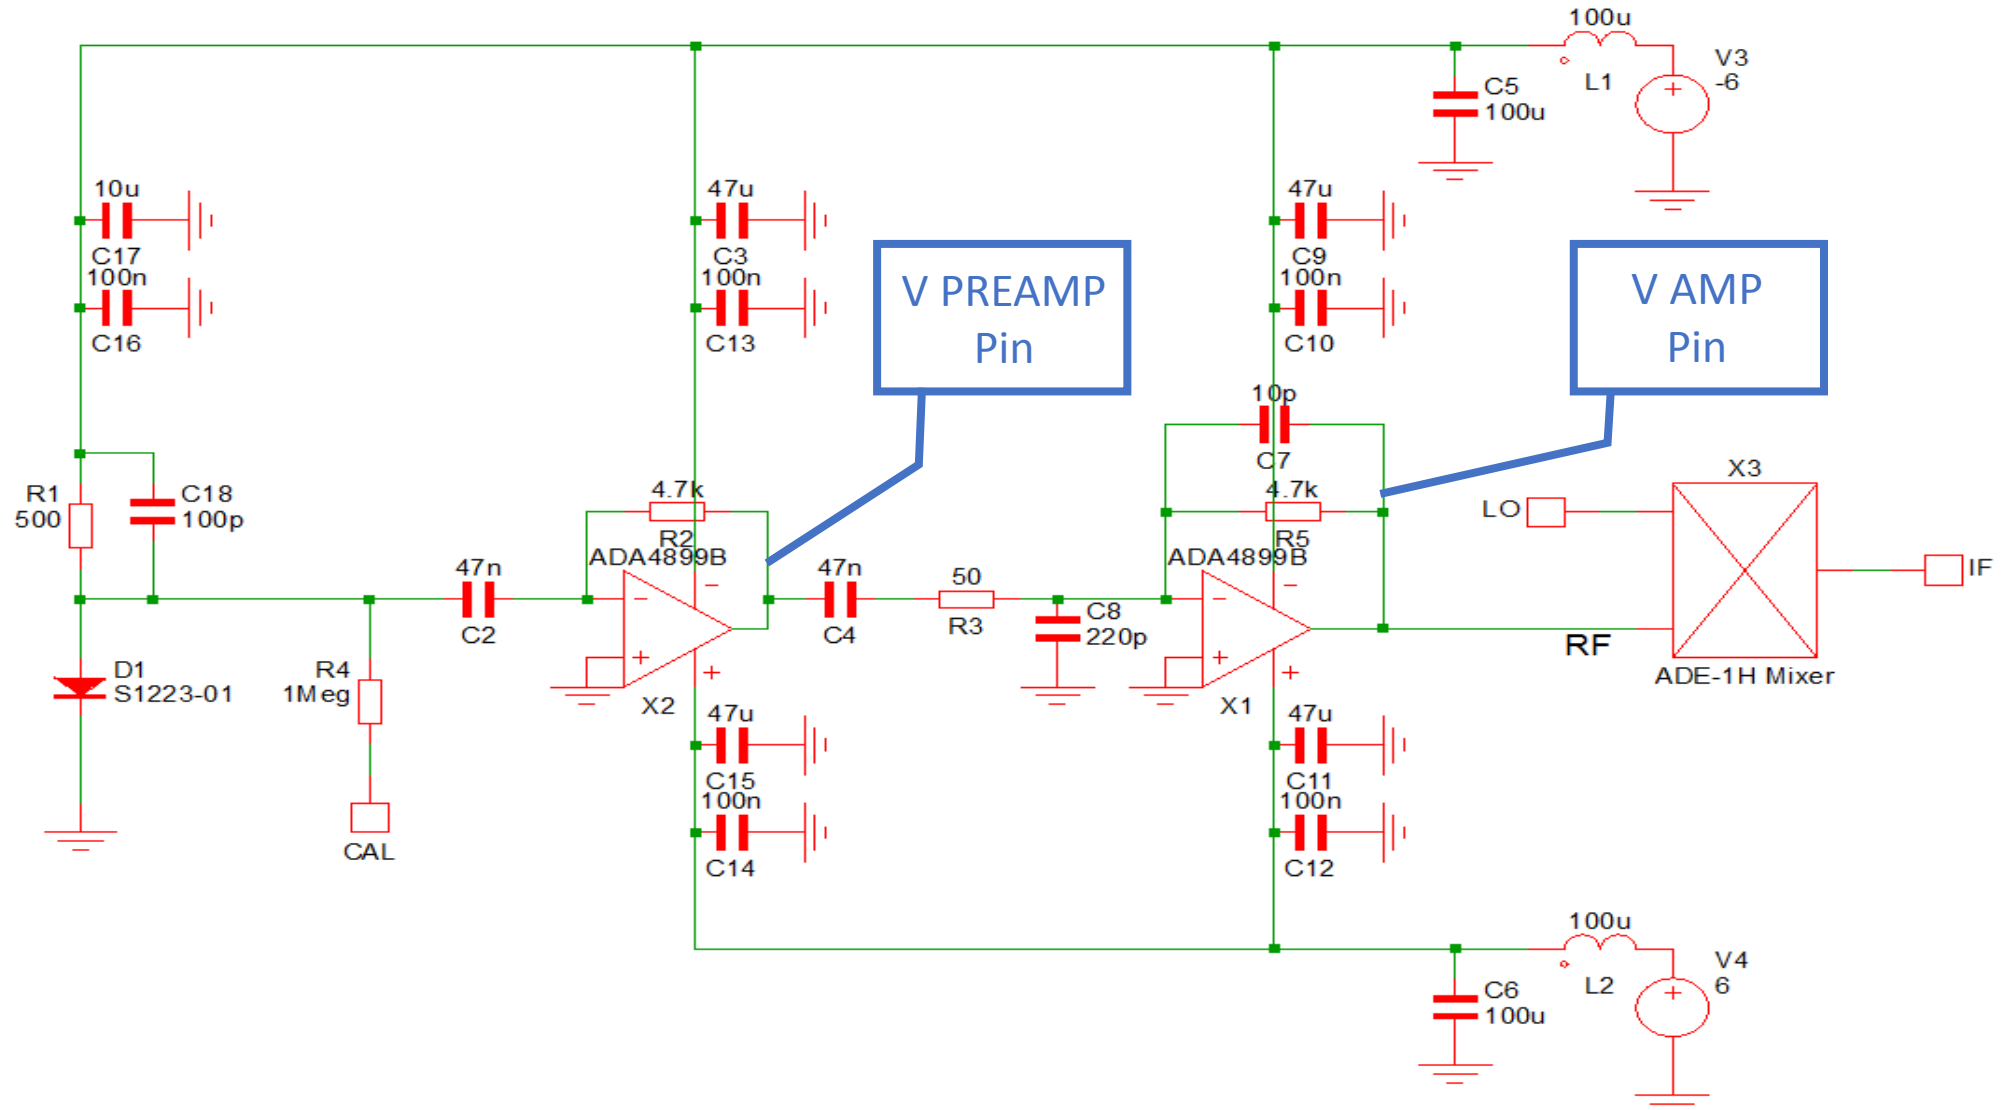 100u
V3
-6
L1
C5
100u
10u
C17
100n
C16
47u
C3
100n
C13
47u
C9
100n
C10
V PREAMP
Pin
V AMP
Pin
10p
C7
R1
500
C18
100p
4.7k
R2
ADA4899B
4.7k
R5
ADA4899B
X3
LO
IF
47n
C2
47n
C4
50
R3
C8
220p
RF
ADE-1H Mixer
D1
S1223-01
R4
1Meg
CAL
X2
X1
47u
C15
100n
C14
47u
C11
100n
C12
100u
L2
V4
6
C6
100u